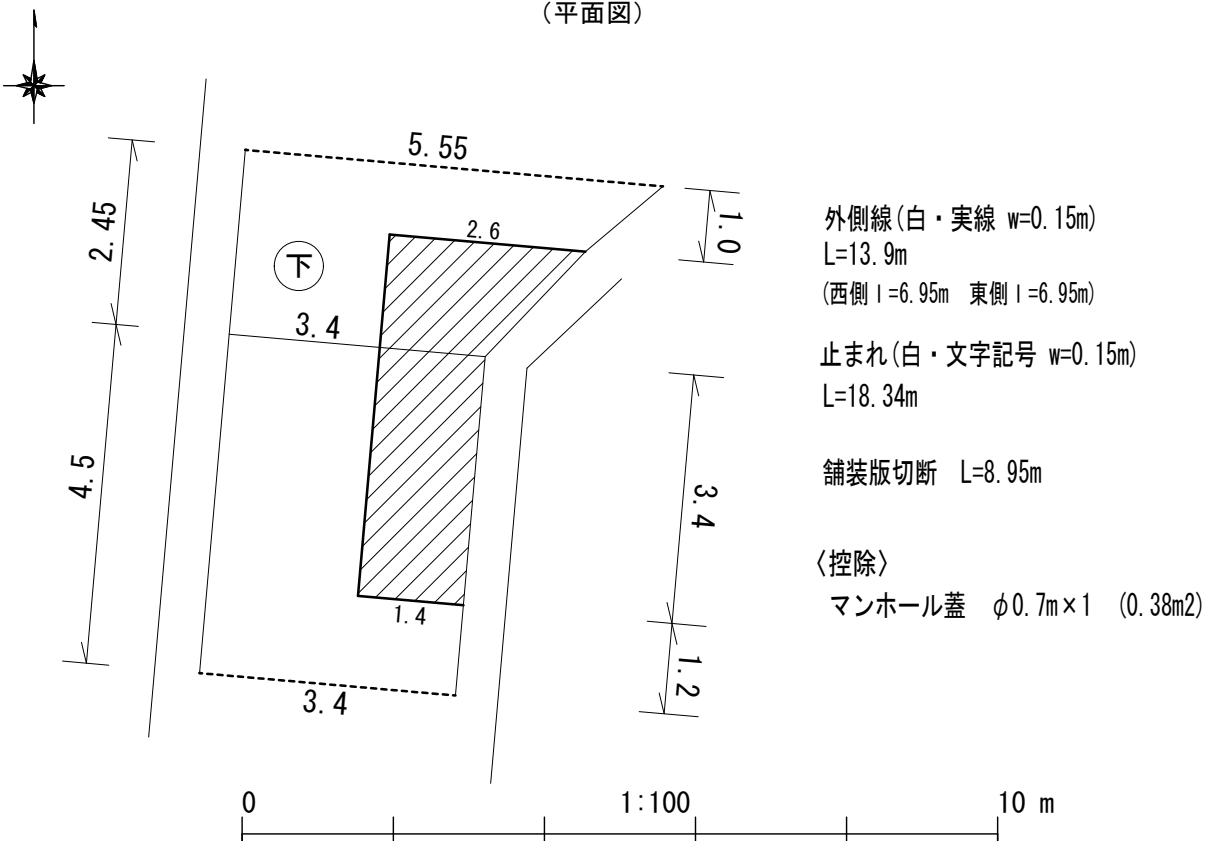 (平面図)
5.55
2.45
1.0
2.6
下
3.4
4.5
3.4
1.4
1.2
3.4
外側線(白・実線 w=0.15m)
L=13.9m
(西側 l=6.95m 東側 l=6.95m)
止まれ(白・文字記号 w=0.15m)
L=18.34m
舗装版切断 L=8.95m
〈控除〉
マンホール蓋 φ0.7m×1 (0.38m2)
0 1:100 10 m